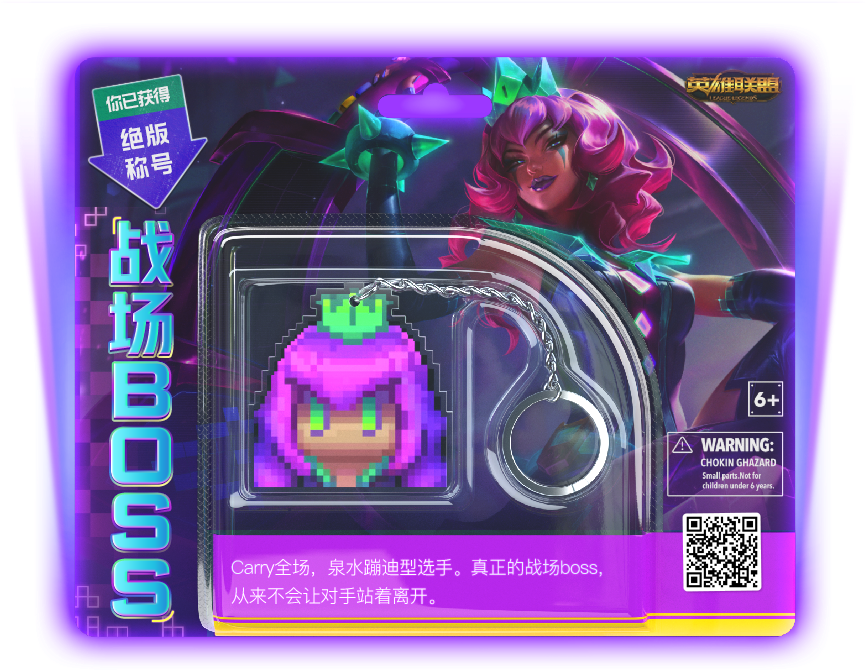 你已获得
绝版
称号
英雄联盟
战场BOSS
6+
WARNING:
CHOKIN GHAZARD
Small parts.Not for
children under 6 years.
Carry全场，泉水蹦迪型选手。真正的战场boss，
从来不会让对手站着离开。